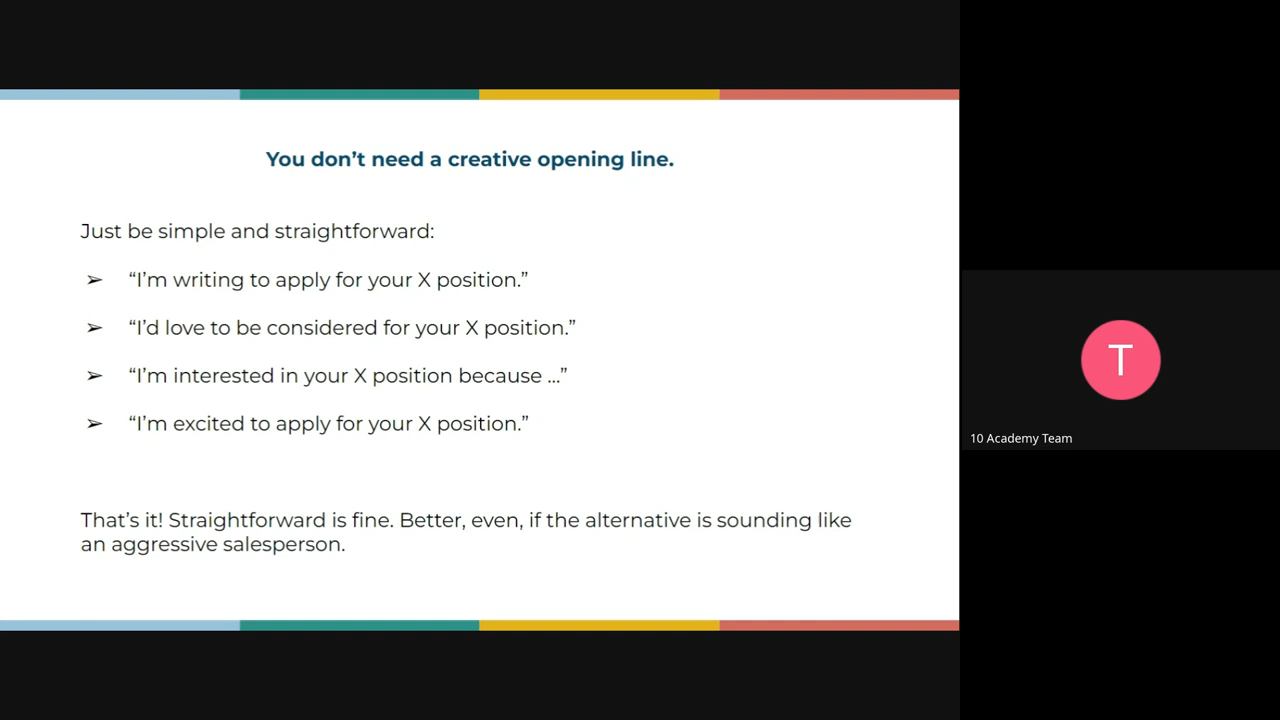 You don’t need a creative opening line.
Just be simple and straightforward:
➢ “I’m writing to apply for your X position.”
➢ “I’d love to be considered for your X position.”
➢ “I’m interested in your X position because ...”
➢ “I’m excited to apply for your X position.”
That’s it! Straightforward is fine. Better, even, if the alternative is sounding like
an aggressive salesperson.
T
10 Academy Team